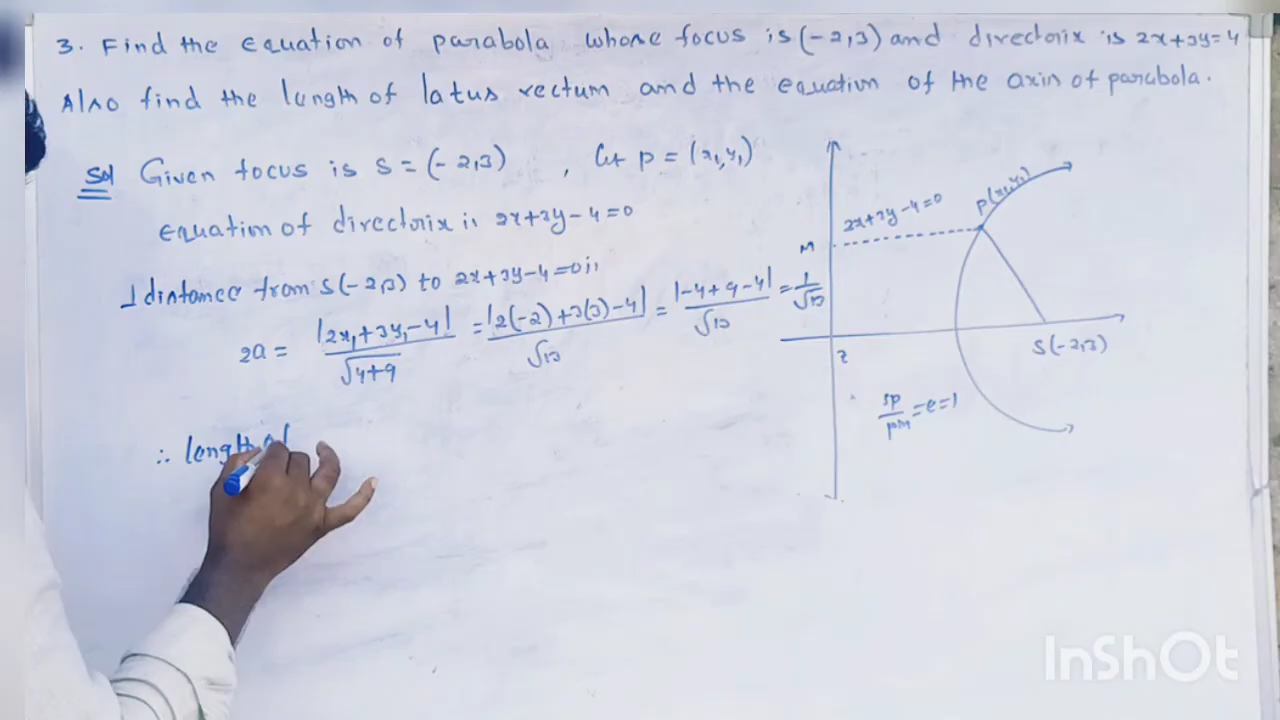 3. Find the equation of parabola whose focus is (-2,3) and directrix is 2x+3y=4
Also find the length of latus rectum and the equation of the axis of parabola.
Sol Given focus is S = (-2,3) , let P = (x₁,y₁)
equation of directrix is 2x+3y-4=0
⊥ distance from S(-2,3) to 2x+3y-4=0 is
2a = |2x₁+3y₁-4| / √4+9 = |2(-2)+3(3)-4| / √13 = |-4+9-4| / √13 = 1/√13
∴ length of
2x+3y-4=0
P(x₁,y₁)
M
Z
S(-2,3)
SP/PM = e = 1
InShOt